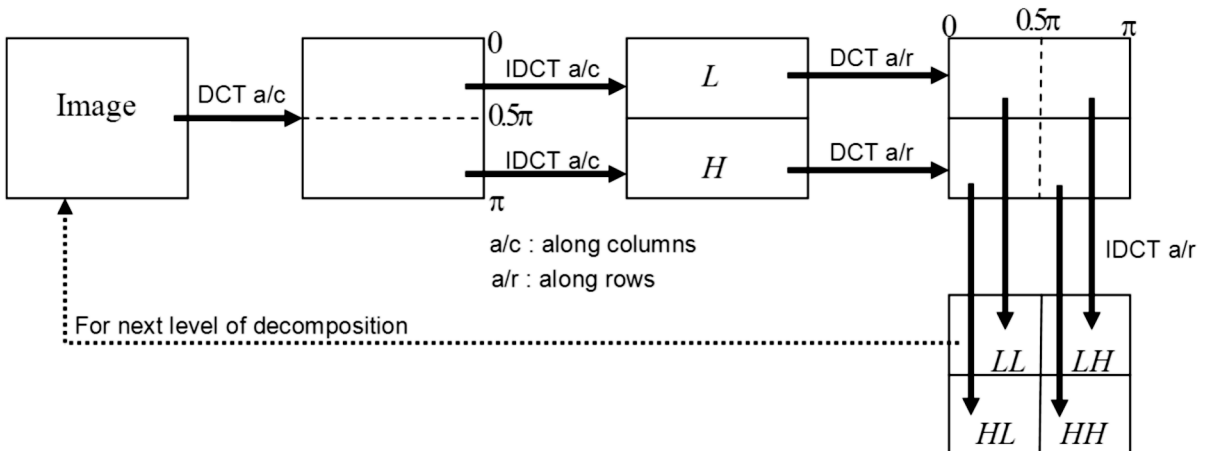 Image
DCT a/c
0
0.5π
π
IDCT a/c
IDCT a/c
L
H
DCT a/r
DCT a/r
0
0.5π
π
a/c : along columns
a/r : along rows
IDCT a/r
For next level of decomposition
LL
LH
HL
HH